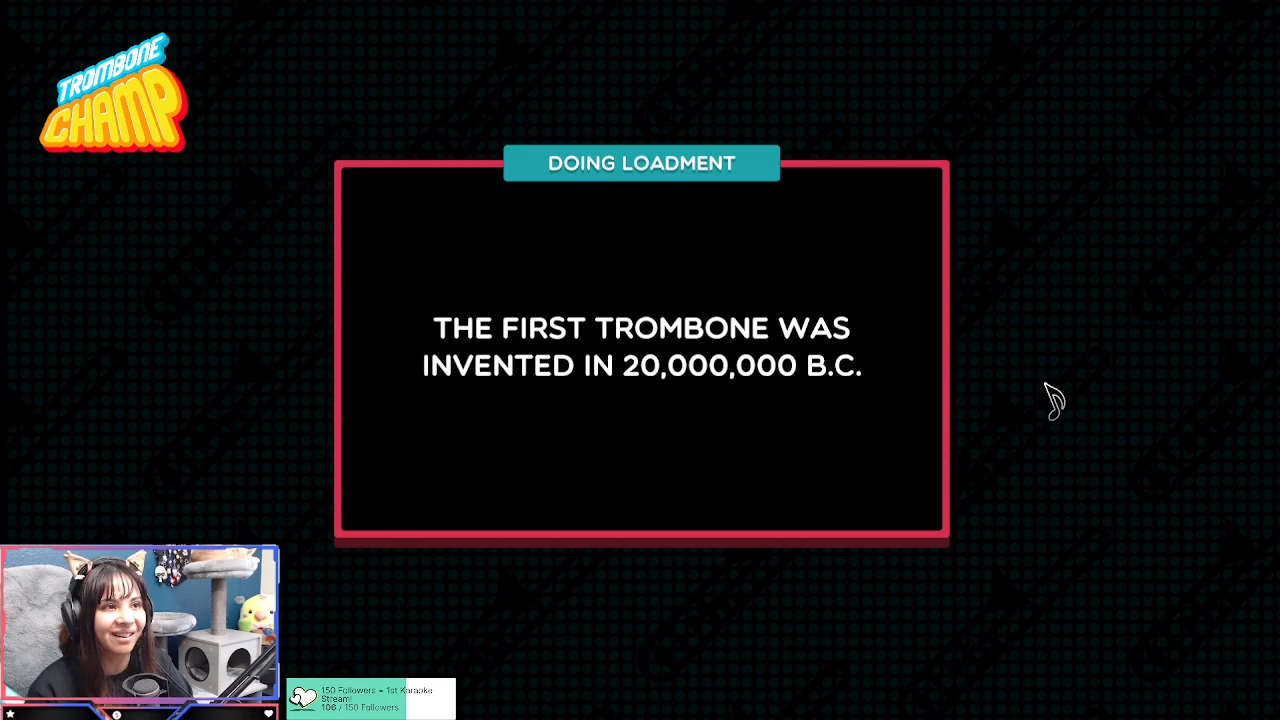 TROMBONE
CHAMP
DOING LOADMENT
THE FIRST TROMBONE WAS
INVENTED IN 20,000,000 B.C.
150 Followers = 1st Karaoke
Stream!
106 / 150 Followers